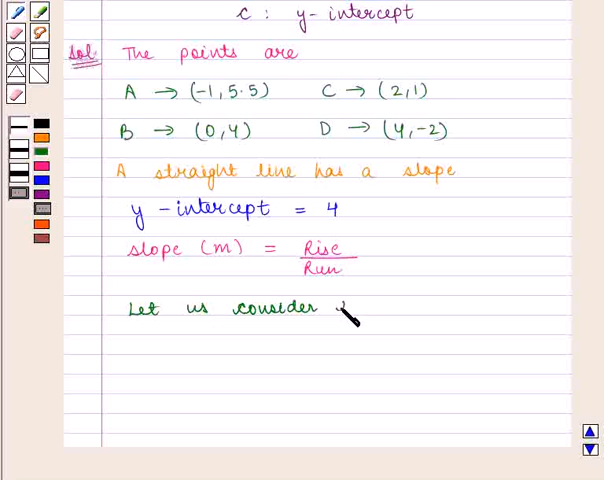 c : y-intercept
Sol The points are
A → (-1, 5.5) C → (2,1)
B → (0,4) D → (4,-2)
A straight line has a slope
y-intercept = 4
slope (m) = Rise
Run
Let us consider